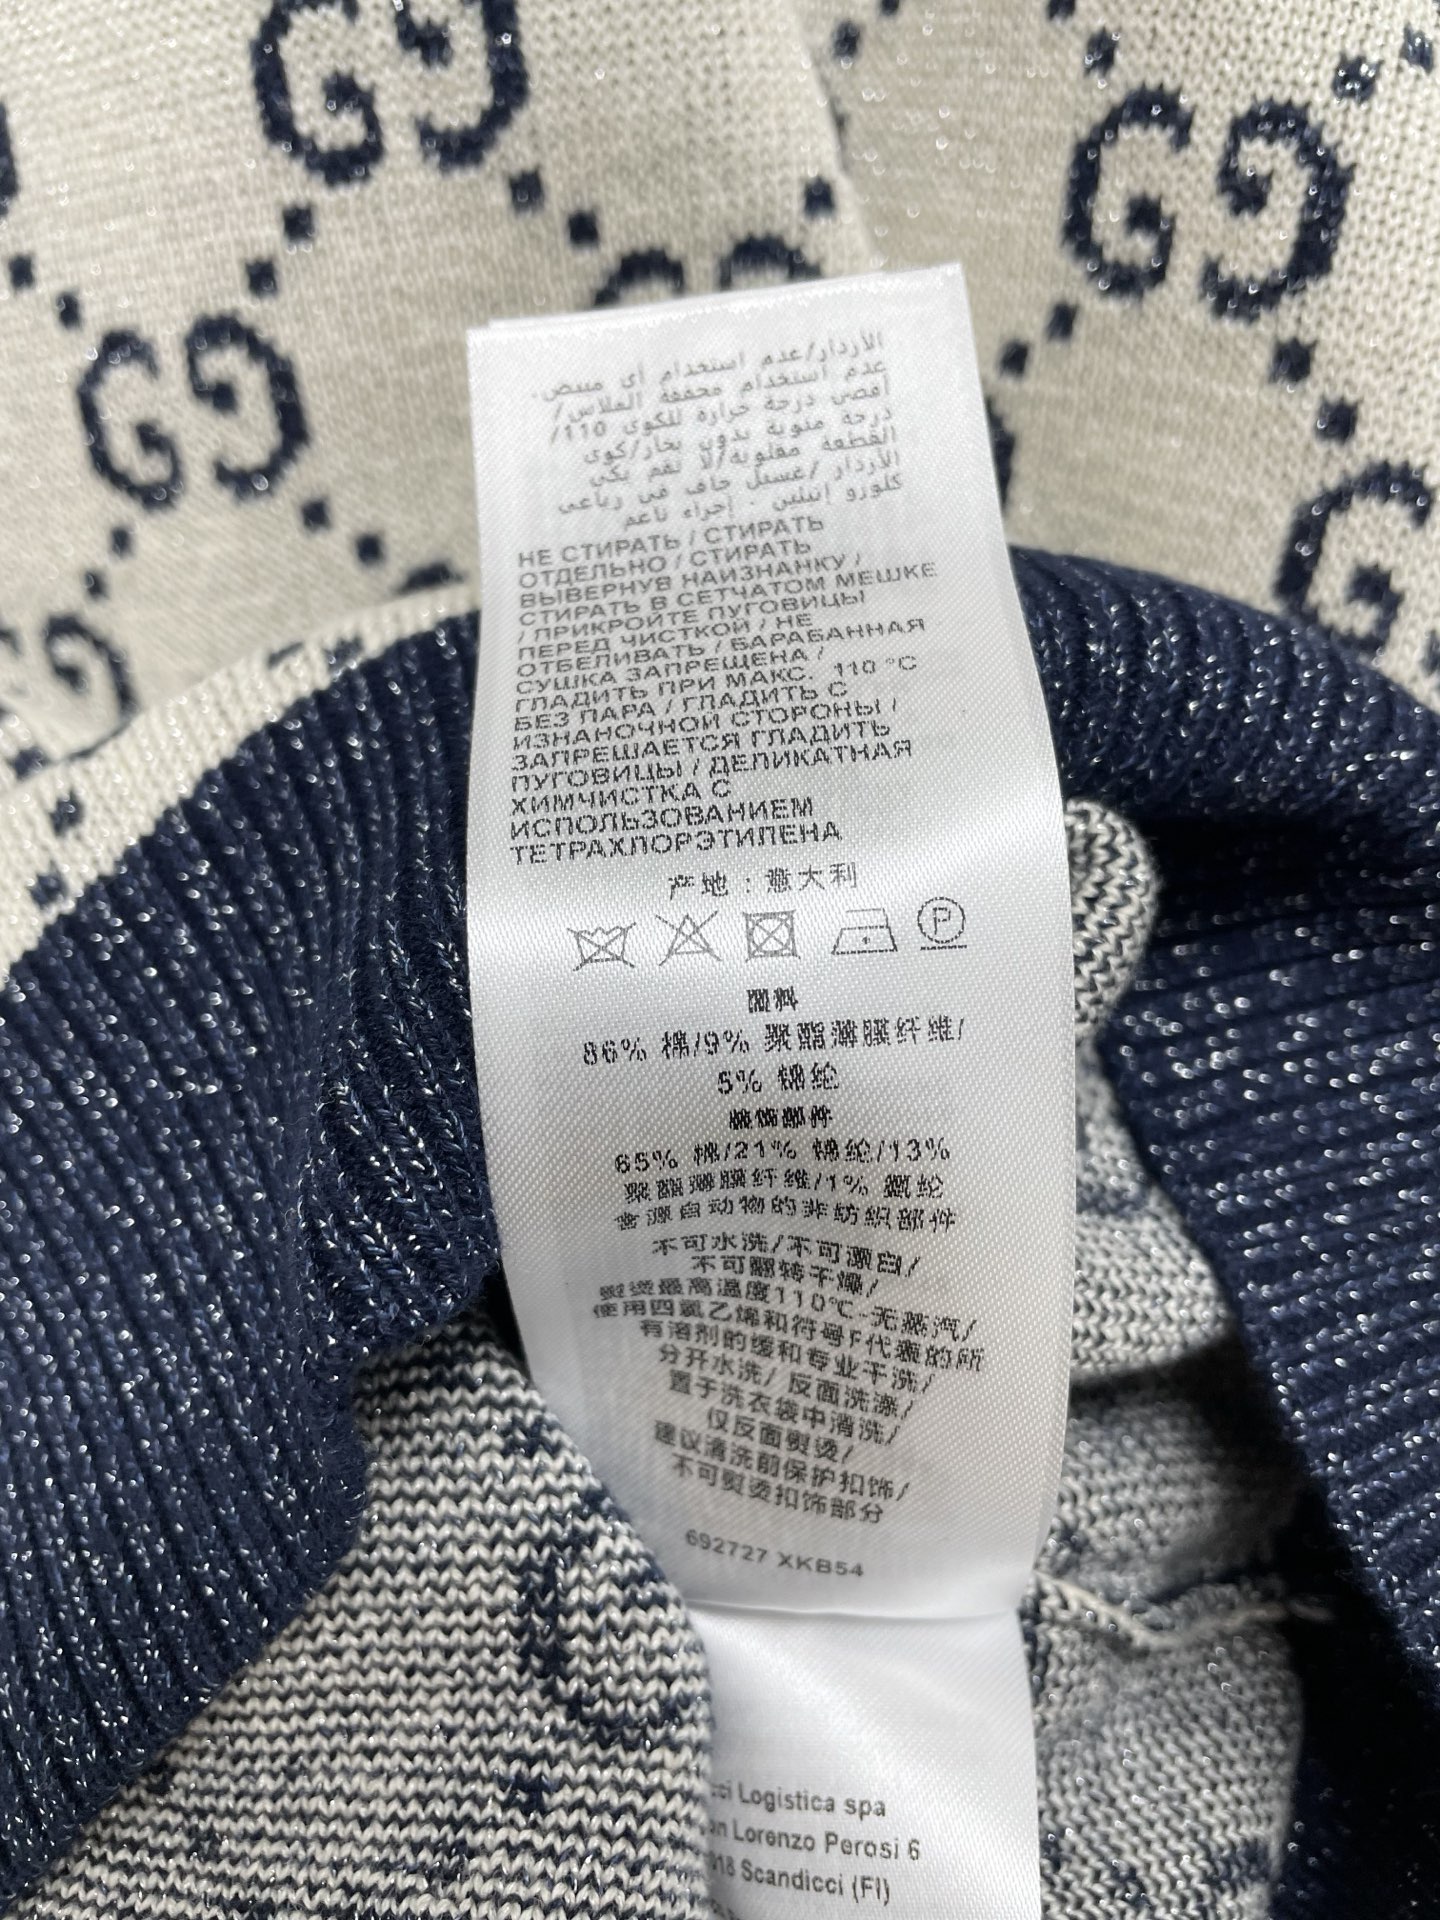 الأزرار/عدم استخدام أي مبيض.
عدم استخدام مجففة الملابس/
أقصى درجة حرارة للكوي 110/
درجة مئوية بدون بخار/كوي
القطعة مقلوبة/لا تقم بكي
الأزرار /غسيل جاف في رباعي
كلورو إثيلين . إجراء ناعم
НЕ СТИРАТЬ / СТИРАТЬ
ОТДЕЛЬНО / СТИРАТЬ
ВЫВЕРНУВ НАИЗНАНКУ /
СТИРАТЬ В СЕТЧАТОМ МЕШКЕ
/ ПРИКРОЙТЕ ПУГОВИЦЫ
ПЕРЕД ЧИСТКОЙ / НЕ
ОТБЕЛИВАТЬ / БАРАБАННАЯ
СУШКА ЗАПРЕЩЕНА /
ГЛАДИТЬ ПРИ МАКС. 110 °C
БЕЗ ПАРА / ГЛАДИТЬ С
ИЗНАНОЧНОЙ СТОРОНЫ /
ЗАПРЕШАЕТСЯ ГЛАДИТЬ
ПУГОВИЦЫ / ДЕЛИКАТНАЯ
ХИМЧИСТКА С
ИСПОЛЬЗОВАНИЕМ
ТЕТРАХЛОРЭТИЛЕНА
产地：意大利
P
面料
86% 棉/9% 聚酯薄膜纤维/
5% 锦纶
装饰部件
65% 棉/21% 锦纶/13%
聚酯薄膜纤维/1% 氨纶
含源自动物的非纺织部件
不可水洗/不可漂白/
不可翻转干燥/
熨烫最高温度110℃-无蒸汽/
使用四氯乙烯和符号F代表的所
有溶剂的缓和专业干洗/
分开水洗/ 反面洗涤/
置于洗衣袋中清洗/
仅反面熨烫/
建议清洗前保护扣饰/
不可熨烫扣饰部分
692727 XKB54
cci Logistica spa
an Lorenzo Perosi 6
018 Scandicci (FI)